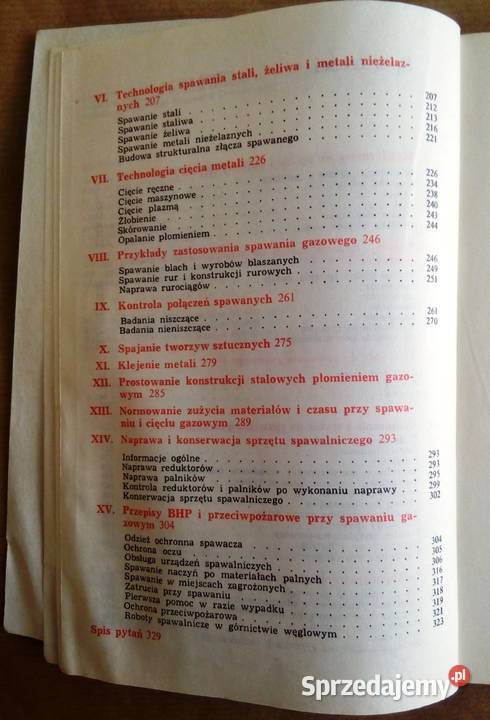 VI. Technologia spawania stali, żeliwa i metali nieżelaz-
nych 207
Spawanie stali . . . . . . . . . . 207
Spawanie staliwa . . . . . . . . . . 212
Spawanie żeliwa . . . . . . . . . . 213
Spawanie metali nieżelaznych . . . . . . . . . . 216
Budowa strukturalna złącza spawanego . . . . . . . . . . 221
VII. Technologia cięcia metali 226
Cięcie ręczne . . . . . . . . . . 226
Cięcie maszynowe . . . . . . . . . . 234
Cięcie plazmą . . . . . . . . . . 238
Żłobienie . . . . . . . . . . 240
Skórowanie . . . . . . . . . . 243
Opalanie płomieniem . . . . . . . . . . 244
VIII. Przykłady zastosowania spawania gazowego 246
Spawanie blach i wyrobów blaszanych . . . . . . . . . . 246
Spawanie rur i konstrukcji rurowych . . . . . . . . . . 249
Naprawa rurociągów . . . . . . . . . . 251
IX. Kontrola połączeń spawanych 261
Badania niszczące . . . . . . . . . . 261
Badania nieniszczące . . . . . . . . . . 270
X. Spajanie tworzyw sztucznych 275
XI. Klejenie metali 279
XII. Prostowanie konstrukcji stalowych płomieniem gazo-
wym 285
XIII. Normowanie zużycia materiałów i czasu przy spawa-
niu i cięciu gazowym 289
XIV. Naprawa i konserwacja sprzętu spawalniczego 293
Informacje ogólne . . . . . . . . . . 293
Naprawa reduktorów . . . . . . . . . . 293
Naprawa palników . . . . . . . . . . 295
Kontrola reduktorów i palników po wykonaniu naprawy . . 299
Konserwacja sprzętu spawalniczego . . . . . . . . . . 302
XV. Przepisy BHP i przeciwpożarowe przy spawaniu ga-
zowym 304
Odzież ochronna spawacza . . . . . . . . . . 304
Ochrona oczu . . . . . . . . . . 305
Obsługa urządzeń spawalniczych . . . . . . . . . . 306
Spawanie naczyń po materiałach palnych . . . . . . . . . . 316
Spawanie w miejscach zagrożonych . . . . . . . . . . 317
Zatrucia przy spawaniu . . . . . . . . . . 318
Pierwsza pomoc w razie wypadku . . . . . . . . . . 319
Ochrona przeciwpożarowa . . . . . . . . . . 321
Roboty spawalnicze w górnictwie węglowym . . . . . . . . . . 323
Spis pytań 329
Sprzedajemy.pl